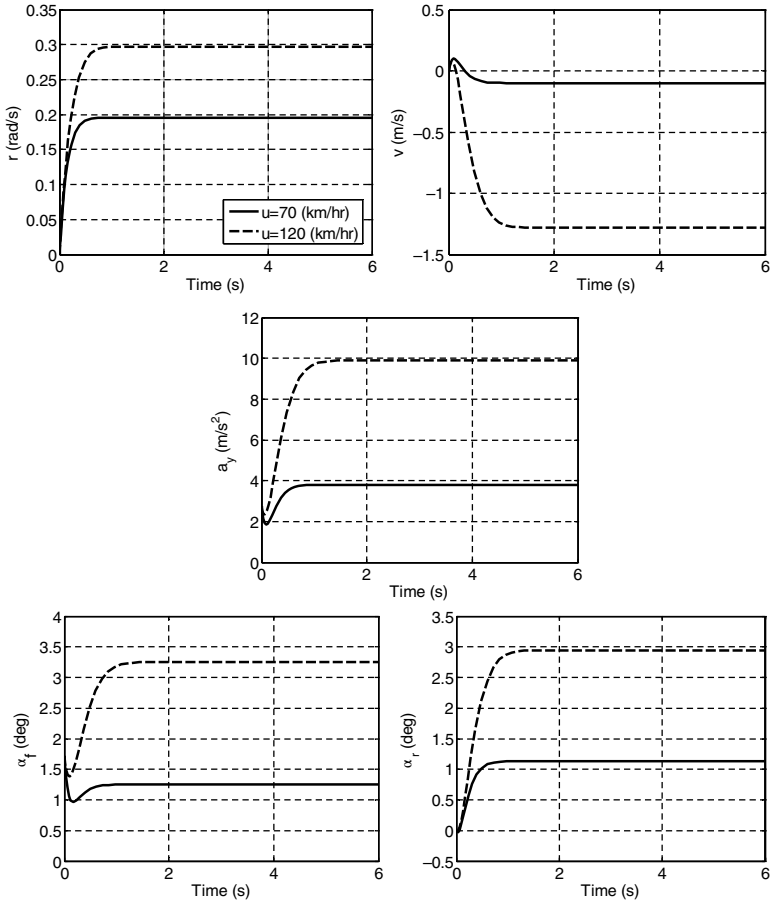 0.35
0.3
0.25
0.2
0.15
0.1
0.05
0
r (rad/s)
u=70 (km/hr)
u=120 (km/hr)
0 2 4 6
Time (s)
0.5
0
−0.5
−1
−1.5
v (m/s)
0 2 4 6
Time (s)
12
10
8
6
4
2
0
a_y (m/s²)
0 2 4 6
Time (s)
4
3.5
3
2.5
2
1.5
1
0.5
0
α_f (deg)
0 2 4 6
Time (s)
3.5
3
2.5
2
1.5
1
0.5
0
−0.5
α_r (deg)
0 2 4 6
Time (s)